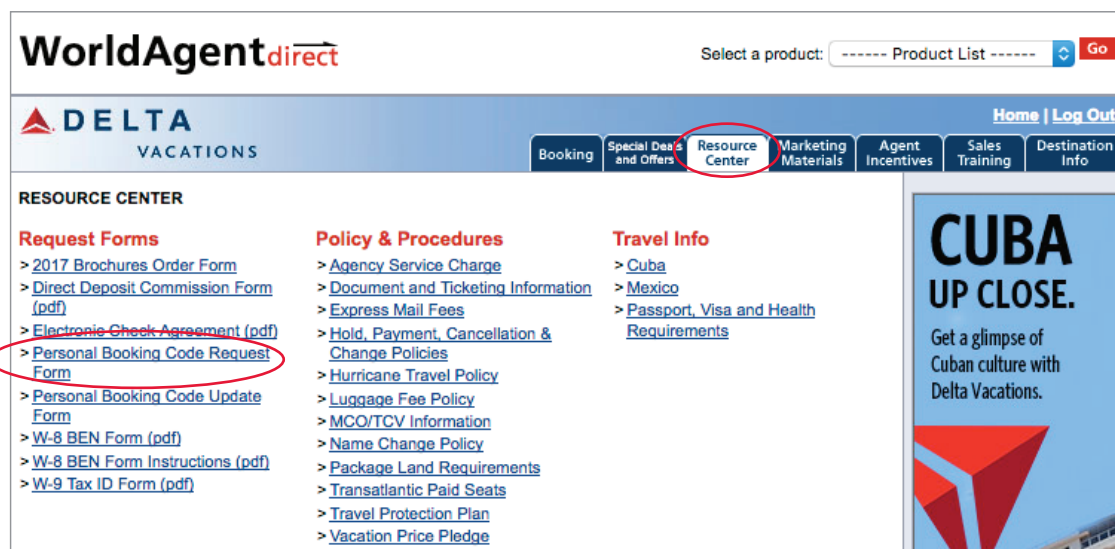 WorldAgentdirect
Select a product: ------ Product List ------ Go
DELTA
VACATIONS
Home | Log Out
Booking
Special Deals
and Offers
Resource
Center
Marketing
Materials
Agent
Incentives
Sales
Training
Destination
Info
RESOURCE CENTER
Request Forms
> 2017 Brochures Order Form
> Direct Deposit Commission Form
(pdf)
> Electronic Check Agreement (pdf)
> Personal Booking Code Request
Form
> Personal Booking Code Update
Form
> W-8 BEN Form (pdf)
> W-8 BEN Form Instructions (pdf)
> W-9 Tax ID Form (pdf)
Policy & Procedures
> Agency Service Charge
> Document and Ticketing Information
> Express Mail Fees
> Hold, Payment, Cancellation &
Change Policies
> Hurricane Travel Policy
> Luggage Fee Policy
> MCO/TCV Information
> Name Change Policy
> Package Land Requirements
> Transatlantic Paid Seats
> Travel Protection Plan
> Vacation Price Pledge
Travel Info
> Cuba
> Mexico
> Passport, Visa and Health
Requirements
CUBA
UP CLOSE.
Get a glimpse of
Cuban culture with
Delta Vacations.